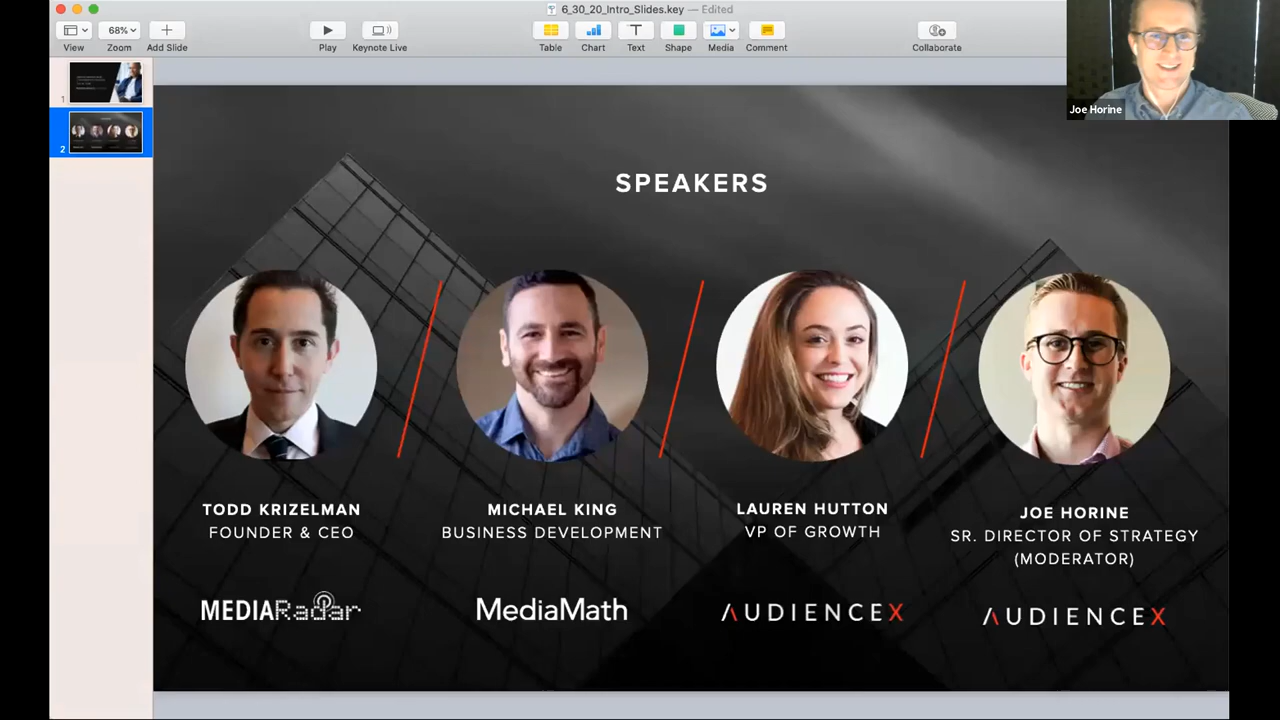 6_30_20_Intro_Slides.key — Edited
68%
View
Zoom
Add Slide
Play
Keynote Live
Table
Chart
Text
Shape
Media
Comment
Collaborate
Joe Horine
1
2
SPEAKERS
TODD KRIZELMAN
FOUNDER & CEO
MEDIARadar
MICHAEL KING
BUSINESS DEVELOPMENT
MediaMath
LAUREN HUTTON
VP OF GROWTH
AUDIENCEX
JOE HORINE
SR. DIRECTOR OF STRATEGY
(MODERATOR)
AUDIENCEX